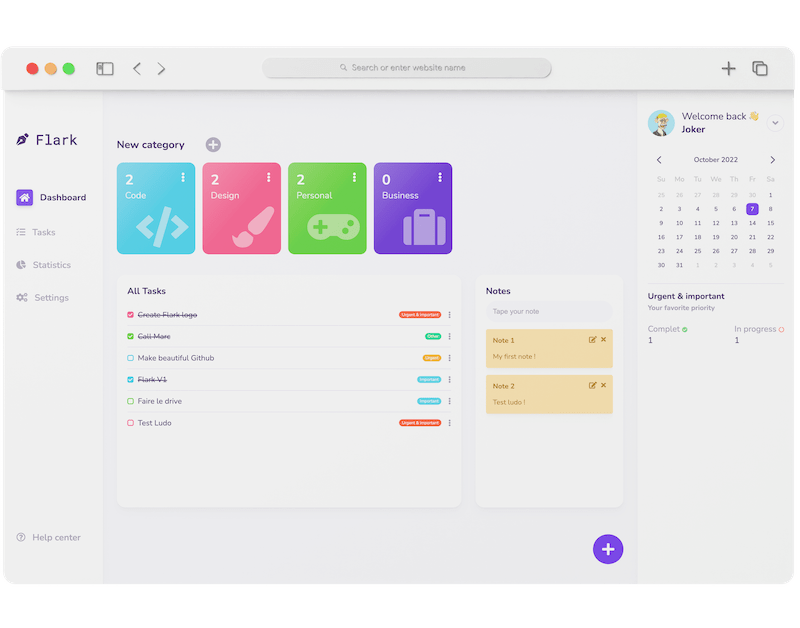 Search or enter website name
Flark
Dashboard
Tasks
Statistics
Settings
Help center
New category
2
Code
2
Design
2
Personal
0
Business
All Tasks
Create Flark logo
Urgent & important
Call Marc
Other
Make beautiful Github
Urgent
Flark V1
Important
Faire le drive
Important
Test Ludo
Urgent & important
Notes
Type your note
Note 1
My first note !
Note 2
Test ludo !
Welcome back 👋
Joker
October 2022
Su Mo Tu We Th Fr Sa
25 26 27 28 29 30 1
2 3 4 5 6 7 8
9 10 11 12 13 14 15
16 17 18 19 20 21 22
23 24 25 26 27 28 29
30 31 1 2 3 4 5
Urgent & important
Your favorite priority
Complet
1
In progress
1